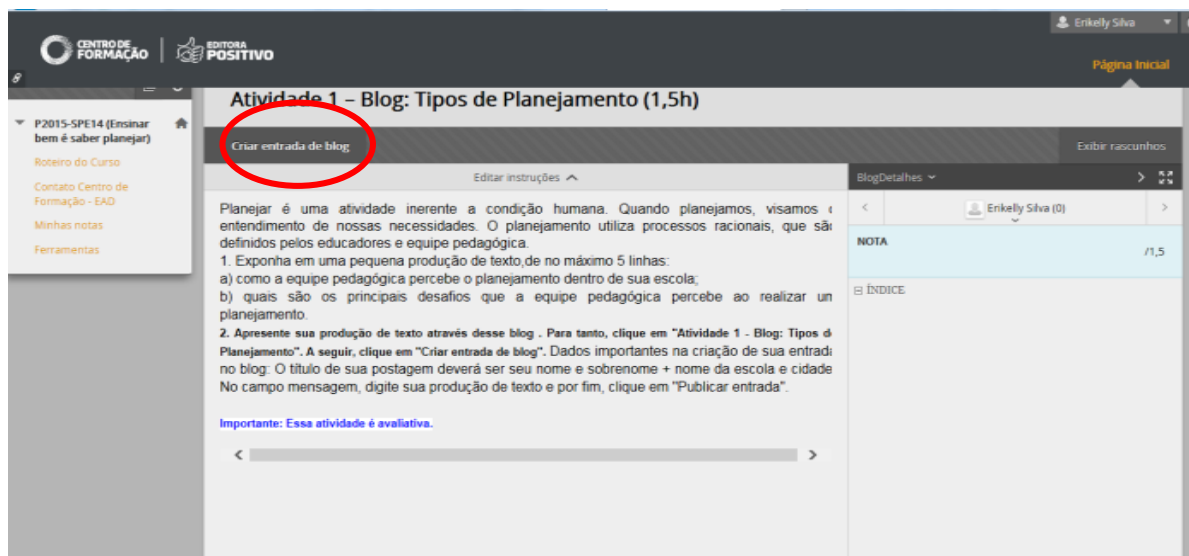 Erikelly Silva
CENTRO DE
FORMAÇÃO
EDITORA
POSITIVO
Página Inicial
P2015-SPE14 (Ensinar
bem é saber planejar)
Roteiro do Curso
Contato Centro de
Formação - EAD
Minhas notas
Ferramentas
Atividade 1 – Blog: Tipos de Planejamento (1,5h)
Criar entrada de blog
Exibir rascunhos
Editar instruções
Planejar é uma atividade inerente a condição humana. Quando planejamos, visamos
entendimento de nossas necessidades. O planejamento utiliza processos racionais, que sã
definidos pelos educadores e equipe pedagógica.
1. Exponha em uma pequena produção de texto,de no máximo 5 linhas:
a) como a equipe pedagógica percebe o planejamento dentro de sua escola;
b) quais são os principais desafios que a equipe pedagógica percebe ao realizar un
planejamento.
2. Apresente sua produção de texto através desse blog . Para tanto, clique em "Atividade 1 - Blog: Tipos d
Planejamento". A seguir, clique em "Criar entrada de blog". Dados importantes na criação de sua entrada
no blog: O título de sua postagem deverá ser seu nome e sobrenome + nome da escola e cidade
No campo mensagem, digite sua produção de texto e por fim, clique em "Publicar entrada".
Importante: Essa atividade é avaliativa.
BlogDetalhes
Erikelly Silva (0)
NOTA
/1,5
ÍNDICE